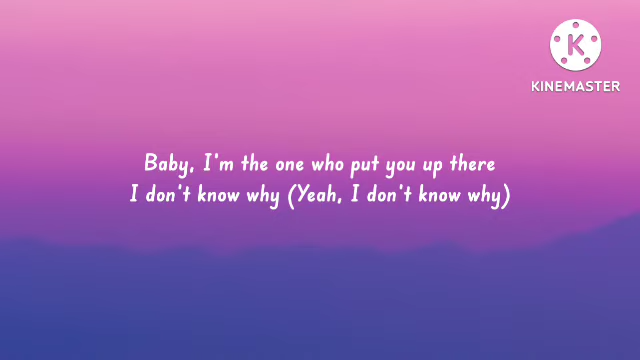 K
KINEMASTER
Baby, I'm the one who put you up there
I don't know why (Yeah, I don't know why)